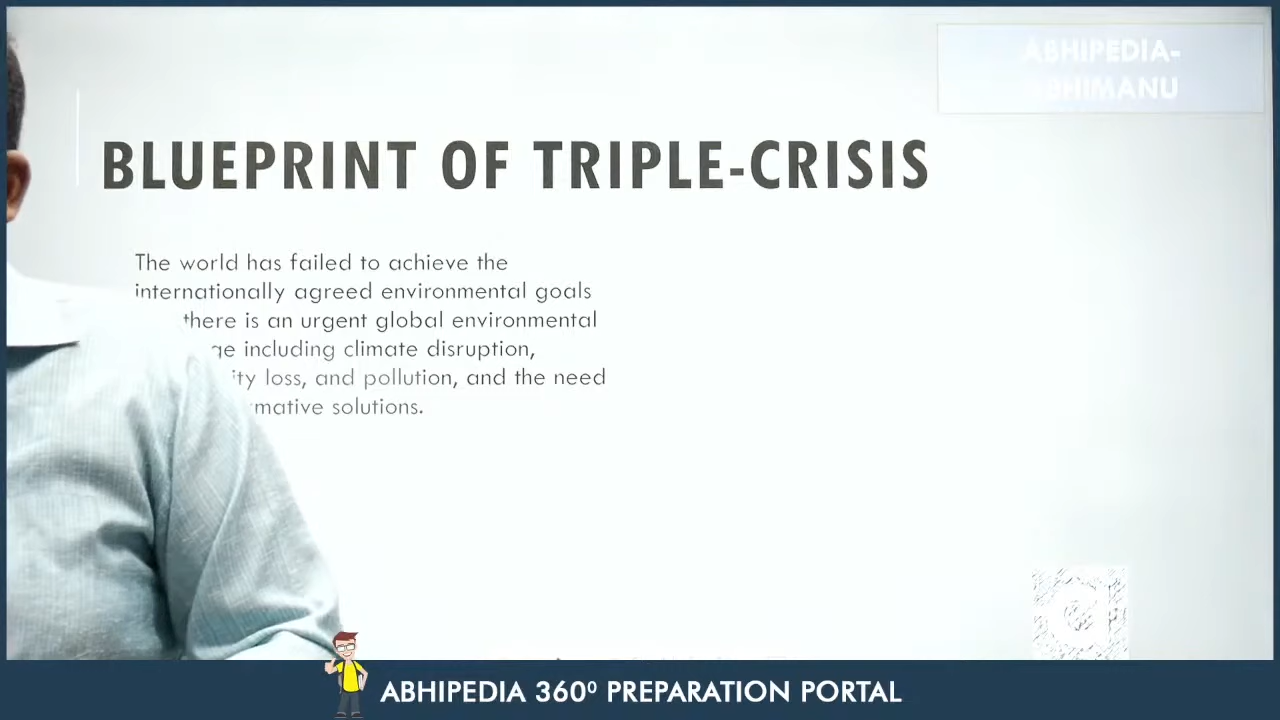 ABHIPEDIA-
ABHIMANU
BLUEPRINT OF TRIPLE-CRISIS
The world has failed to achieve the
internationally agreed environmental goals
there is an urgent global environmental
including climate disruption,
loss, and pollution, and the need
solutions.
ABHIPEDIA 360⁰ PREPARATION PORTAL